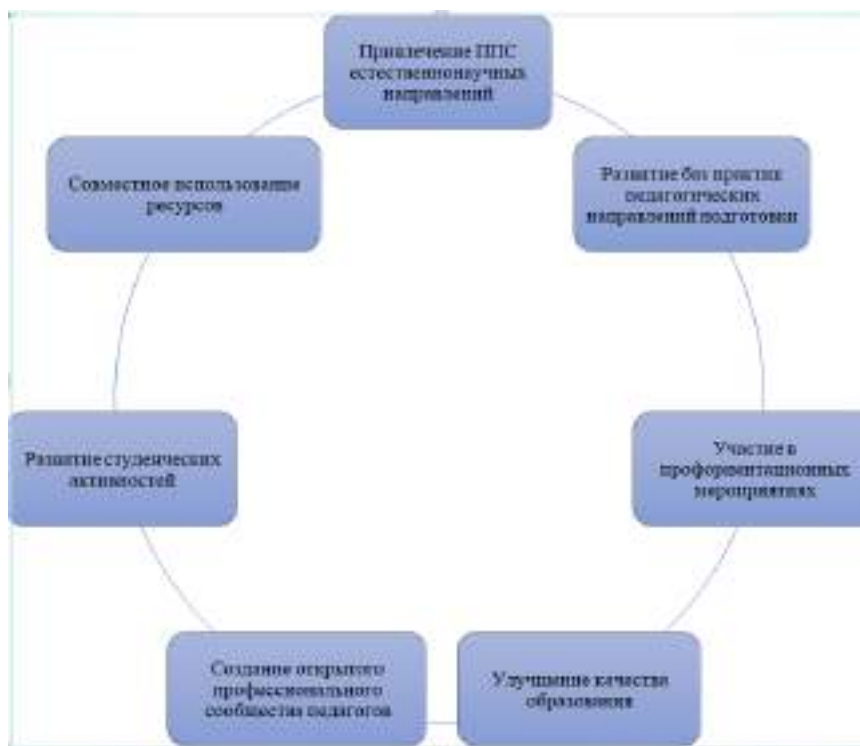 Привлечение ППС
естественнонаучных
направлений
Развитие баз практик
педагогических
направлений подготовки
Участие в
профориентационных
мероприятиях
Улучшение качества
образования
Создание открытого
профессионального
сообщества педагогов
Развитие студенческих
активностей
Совместное использование
ресурсов